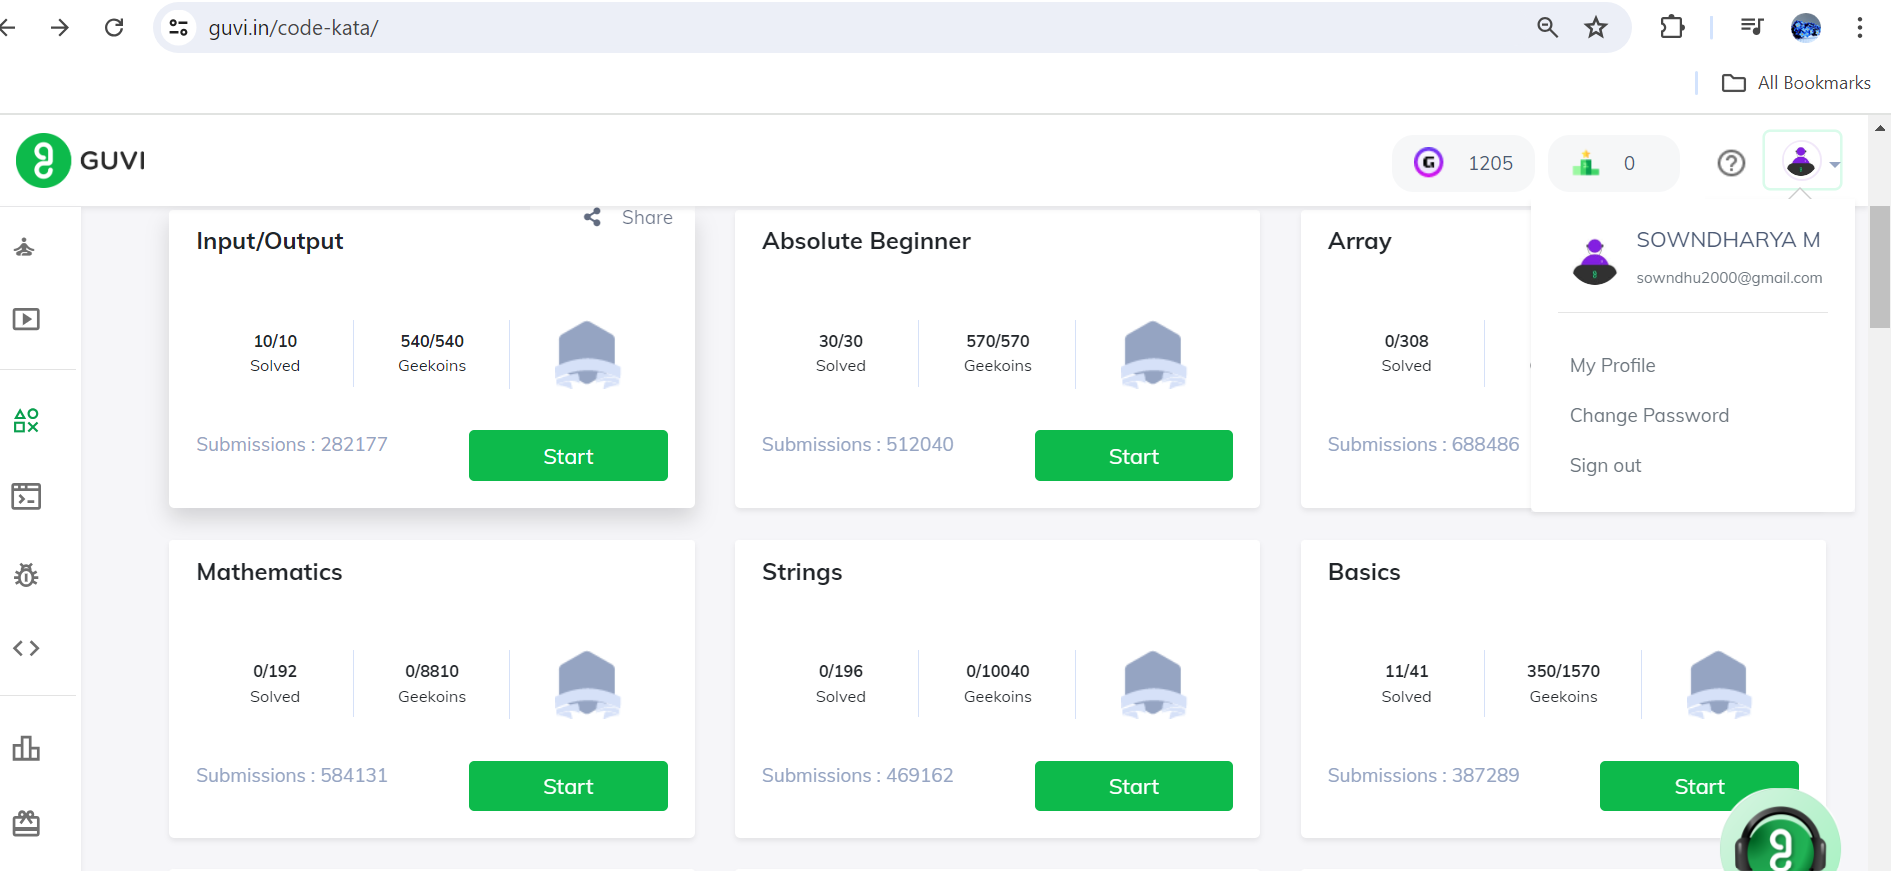 guvi.in/code-kata/
All Bookmarks
GUVI
1205
0
Share
Input/Output
10/10
Solved
540/540
Geekoins
Submissions : 282177
Start
Absolute Beginner
30/30
Solved
570/570
Geekoins
Submissions : 512040
Start
Array
0/308
Solved
Submissions : 688486
SOWNDHARYA M
sowndhu2000@gmail.com
My Profile
Change Password
Sign out
Mathematics
0/192
Solved
0/8810
Geekoins
Submissions : 584131
Start
Strings
0/196
Solved
0/10040
Geekoins
Submissions : 469162
Start
Basics
11/41
Solved
350/1570
Geekoins
Submissions : 387289
Start